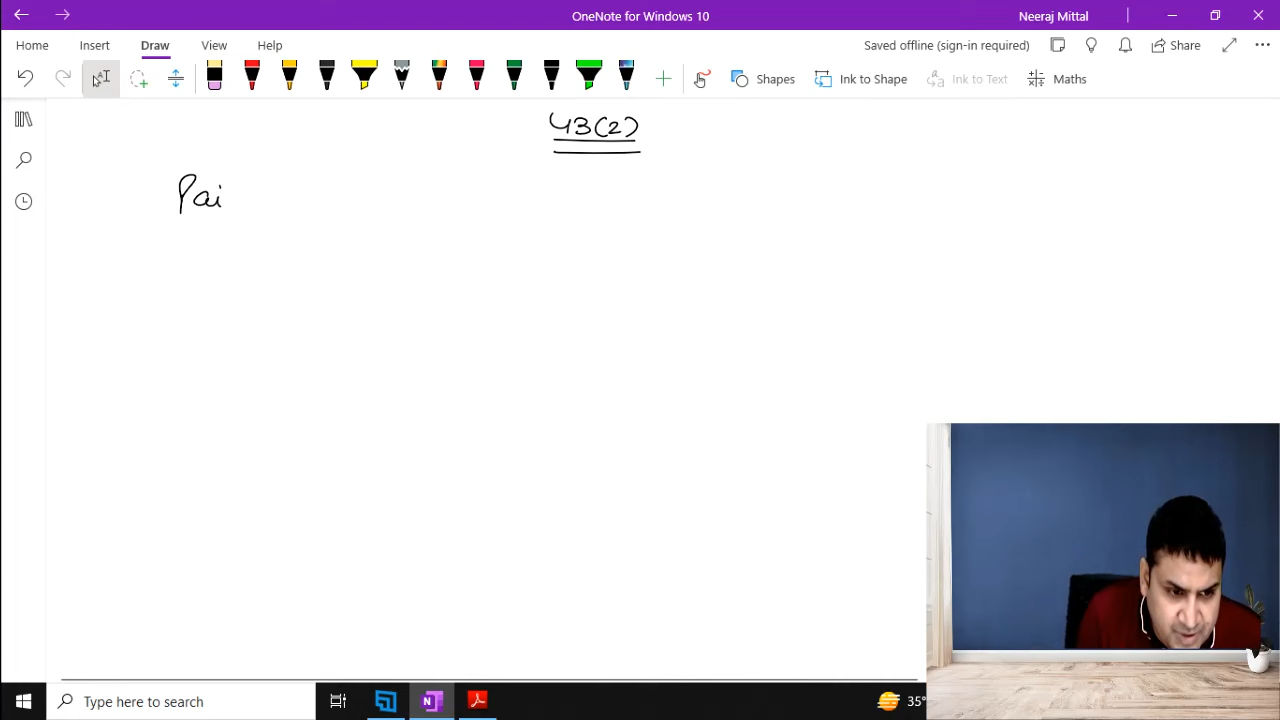 OneNote for Windows 10
Neeraj Mittal
Home Insert Draw View Help
Saved offline (sign-in required) Share
Shapes Ink to Shape Ink to Text Maths
43(2)
Pai
Type here to search
35°